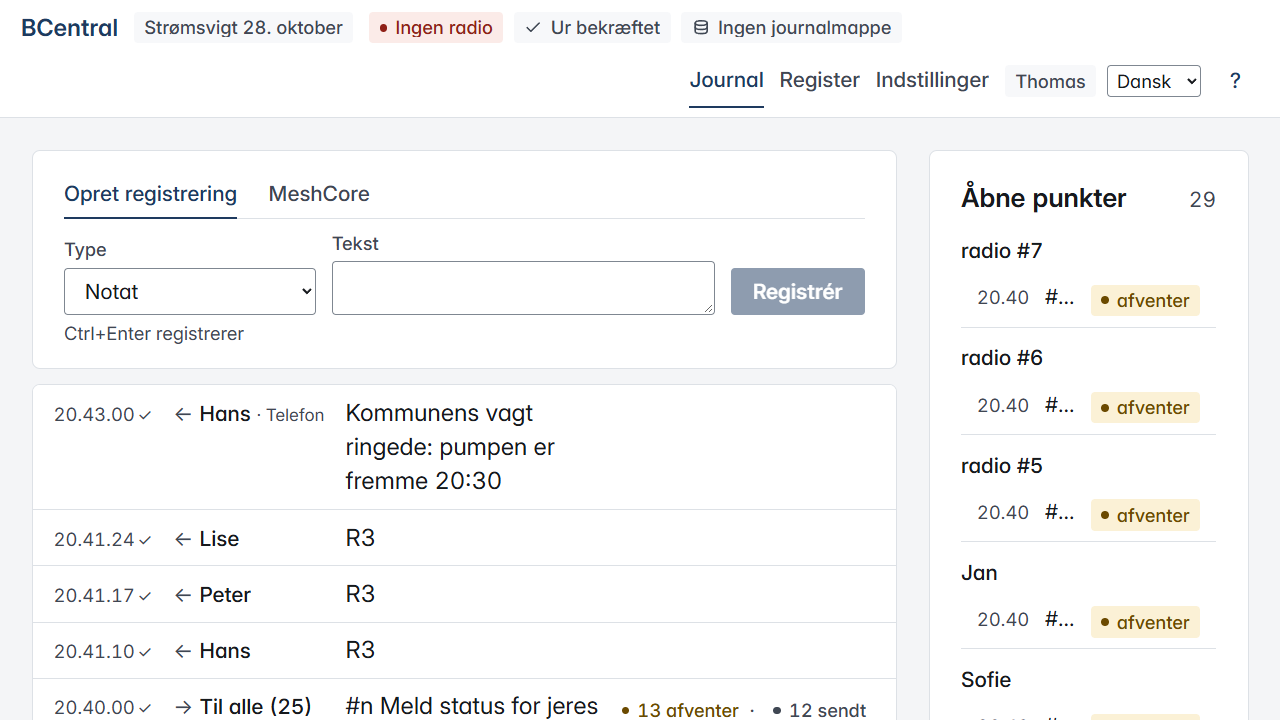 BCentral Strømsvigt 28. oktober Ingen radio Ur bekræftet Ingen journalmappe
Journal Register Indstillinger Thomas Dansk ?
Opret registrering MeshCore
Type
Notat
Ctrl+Enter registrerer
Tekst
Registrér
20.43.00 ← Hans · Telefon Kommunens vagt
ringede: pumpen er
fremme 20:30
20.41.24 ← Lise R3
20.41.17 ← Peter R3
20.41.10 ← Hans R3
20.40.00 → Til alle (25) #n Meld status for jeres 13 afventer · 12 sendt
Åbne punkter 29
radio #7
20.40 #... afventer
radio #6
20.40 #... afventer
radio #5
20.40 #... afventer
Jan
20.40 #... afventer
Sofie